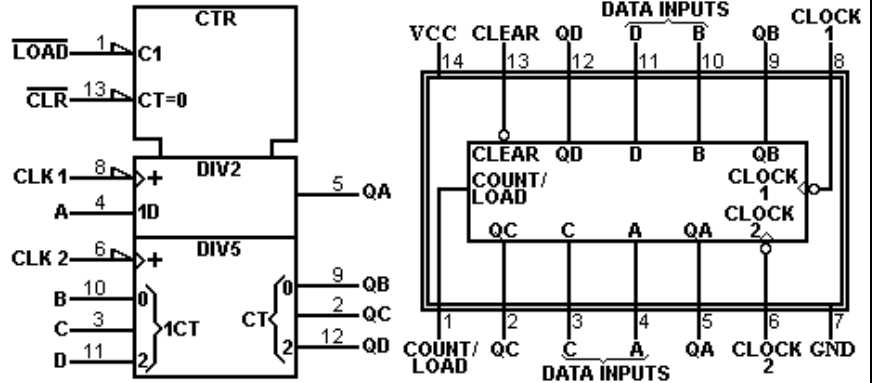 CTR
LOAD 1 C1
CLR 13 CT=0
DIV2
CLK 1 8 +
5 QA
A 4 1D
DIV5
CLK 2 6 +
B 10 0
0 9 QB
C 3 1CT
CT 2 QC
D 11 2
2 12 QD
DATA INPUTS
CLOCK
1
VCC CLEAR QD D B QB
14 13 12 11 10 9 8
CLEAR QD D B QB
COUNT/
LOAD
CLOCK
1
CLOCK
2
QC C A QA
1 2 3 4 5 6 7
COUNT/
LOAD
QC C A QA CLOCK
2
GND
DATA INPUTS